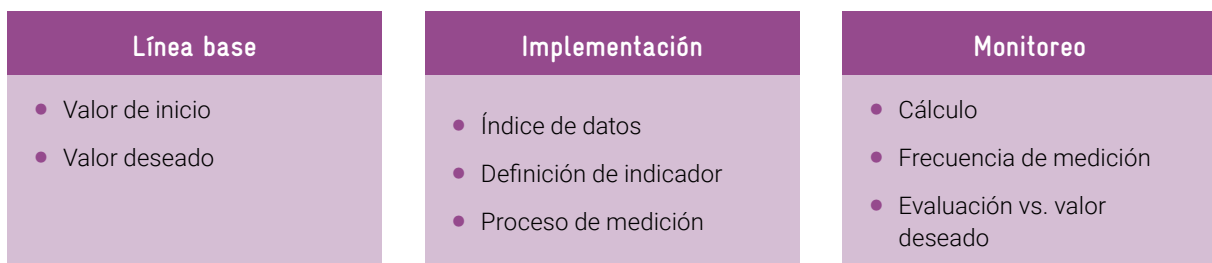 Línea base
• Valor de inicio
• Valor deseado
Implementación
• Índice de datos
• Definición de indicador
• Proceso de medición
Monitoreo
• Cálculo
• Frecuencia de medición
• Evaluación vs. valor
deseado